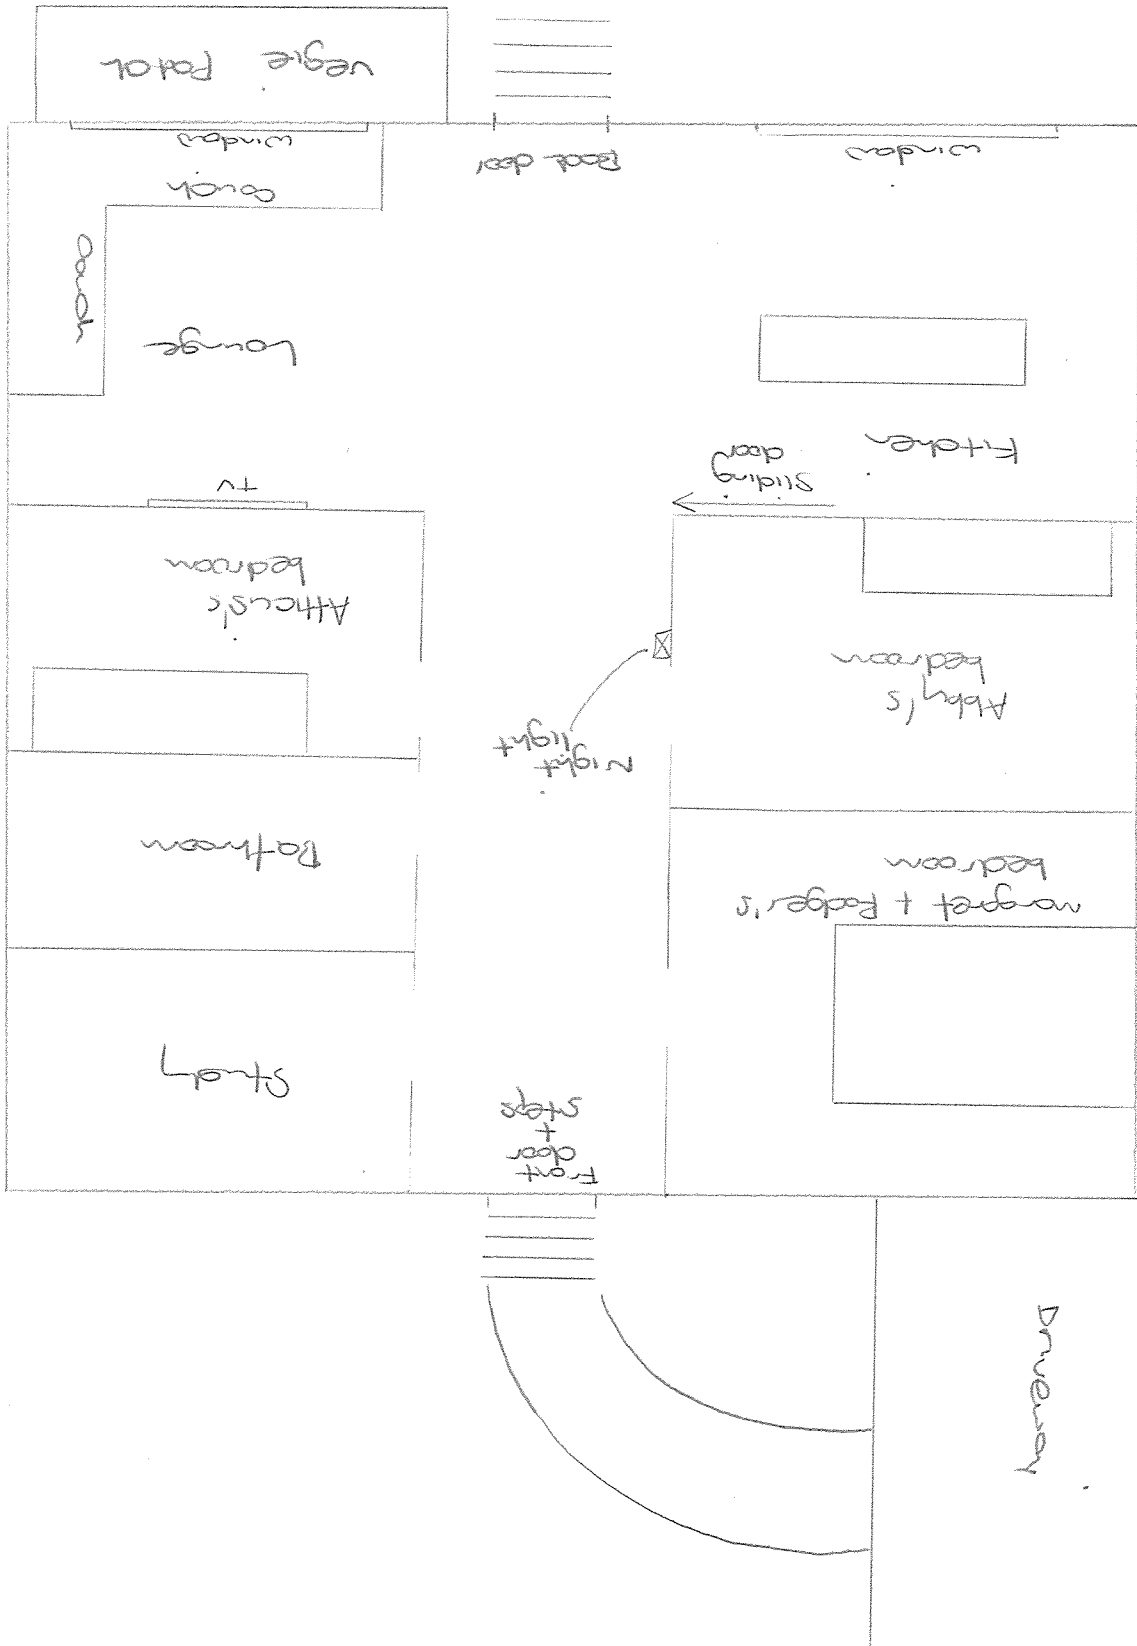 Driveway
Front
door
+
steps
Study
margret + Rodger's
bedroom
Bathroom
Night
light
Abby's
bedroom
Atticus's
bedroom
TV
Sliding
door
Kitchen
Lounge
Couch
Couch
window
Back door
window
Vegie Patch